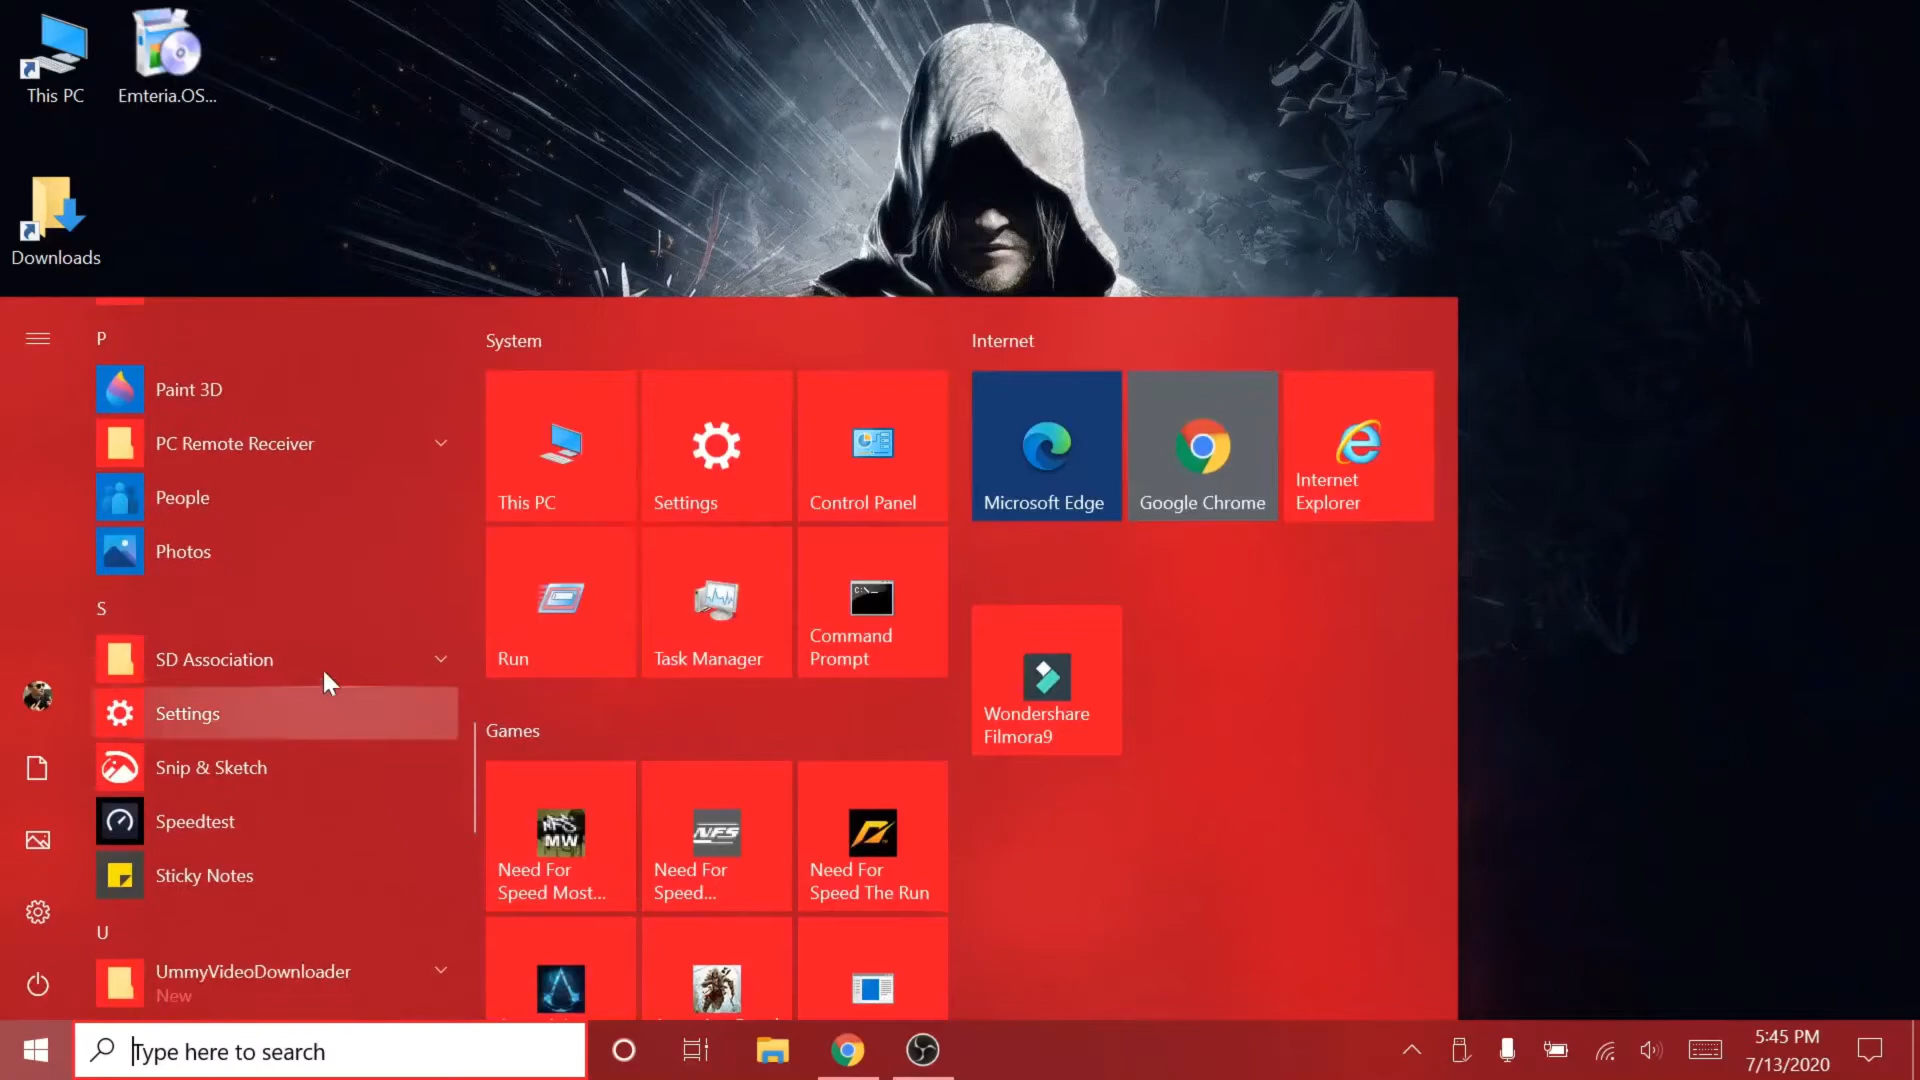 This PC
Emteria.OS...
Downloads
P
Paint 3D
PC Remote Receiver
People
Photos
S
SD Association
Settings
Snip & Sketch
Speedtest
Sticky Notes
U
UmmyVideoDownloader
New
System
This PC
Settings
Control Panel
Run
Task Manager
Command
Prompt
Games
NFS
MW
Need For
Speed Most...
NFS
Need For
Speed...
Need For
Speed The Run
Internet
Microsoft Edge
Google Chrome
Internet
Explorer
Wondershare
Filmora9
Type here to search
5:45 PM
7/13/2020